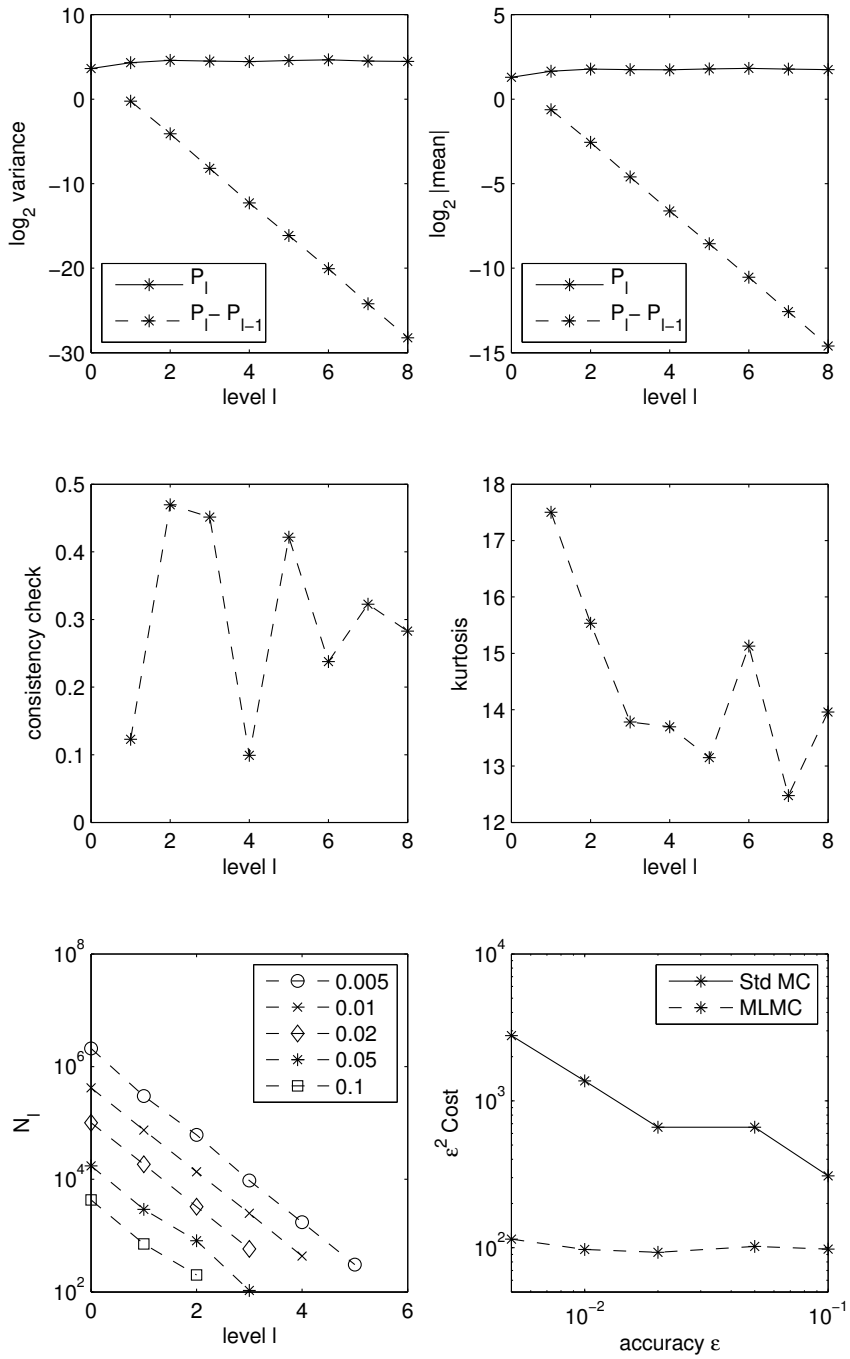 10
0
−10
−20
−30
log2 variance
P_l
P_l − P_{l−1}
0 2 4 6 8
level l
5
0
−5
−10
−15
log2 |mean|
P_l
P_l − P_{l−1}
0 2 4 6 8
level l
0.5
0.4
0.3
0.2
0.1
0
consistency check
0 2 4 6 8
level l
18
17
16
15
14
13
12
kurtosis
0 2 4 6 8
level l
10^8
10^6
10^4
10^2
N_l
0.005
0.01
0.02
0.05
0.1
0 2 4 6
level l
10^4
10^3
10^2
ε^2 Cost
Std MC
MLMC
10^−2 10^−1
accuracy ε